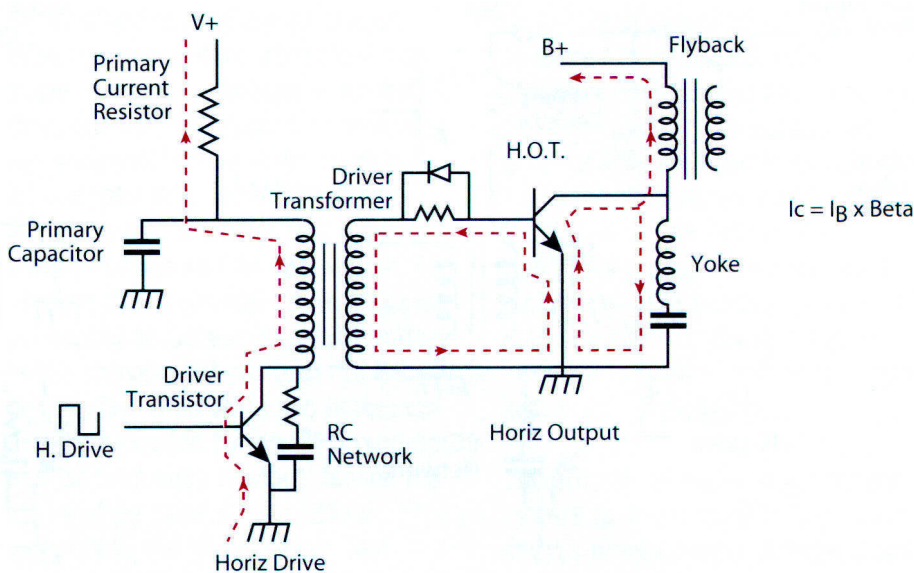 V+
Primary
Current
Resistor
B+
Flyback
H.O.T.
Driver
Transformer
Ic = IB x Beta
Primary
Capacitor
Yoke
Driver
Transistor
H. Drive
RC
Network
Horiz Output
Horiz Drive